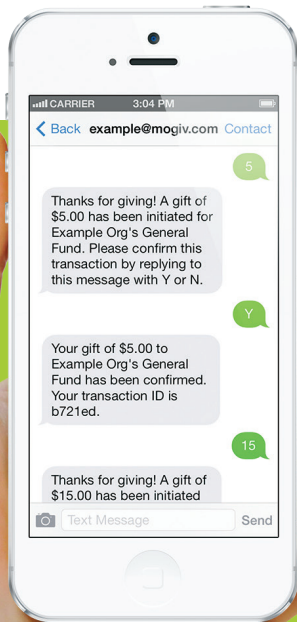 CARRIER 3:04 PM
Back example@mogiv.com Contact
5
Thanks for giving! A gift of
$5.00 has been initiated for
Example Org's General
Fund. Please confirm this
transaction by replying to
this message with Y or N.
Y
Your gift of $5.00 to
Example Org's General
Fund has been confirmed.
Your transaction ID is
b721ed.
15
Thanks for giving! A gift of
$15.00 has been initiated
Text Message Send